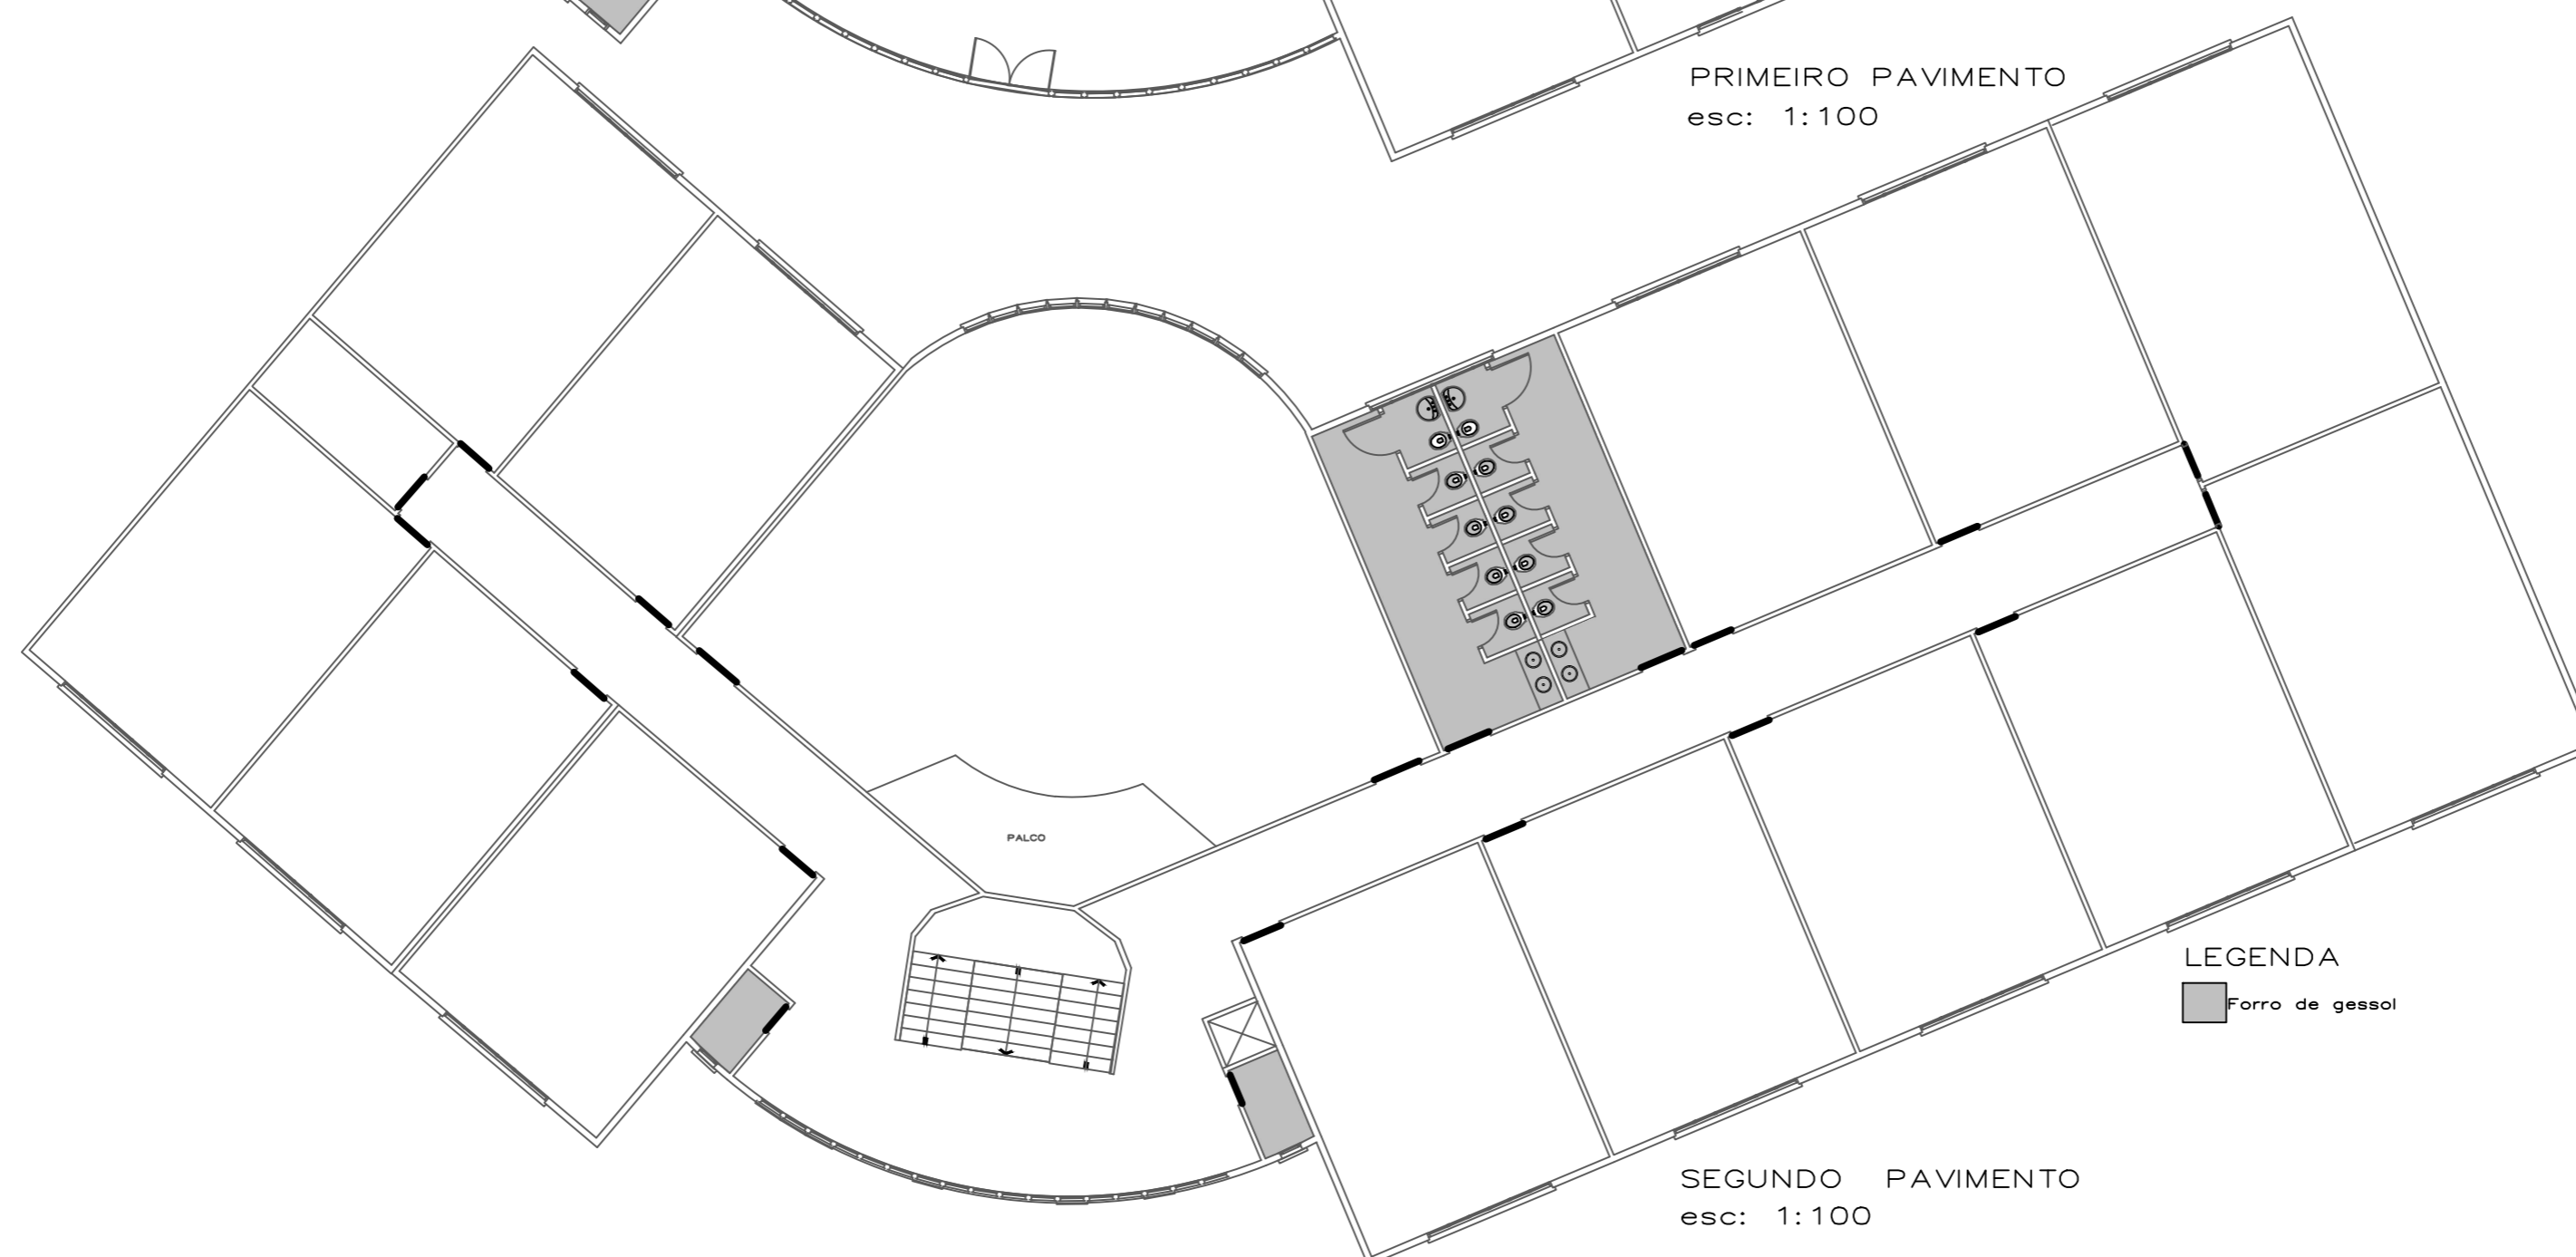 PRIMEIRO PAVIMENTO
esc: 1:100
PALCO
LEGENDA
Forro de gessol
SEGUNDO PAVIMENTO
esc: 1:100